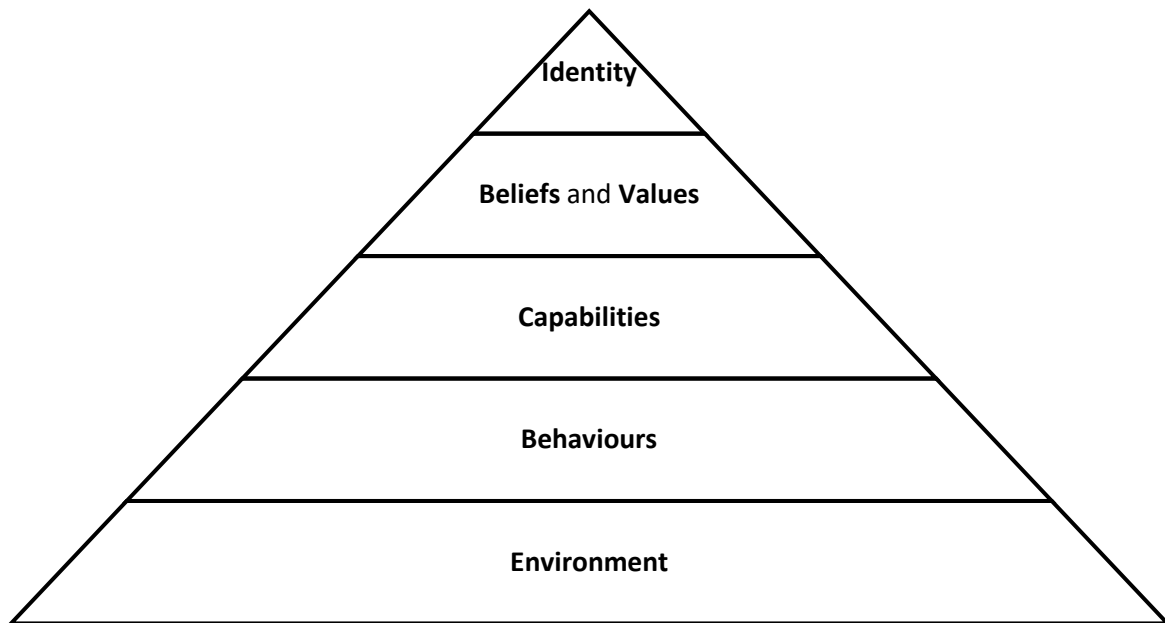 Identity
Beliefs and Values
Capabilities
Behaviours
Environment